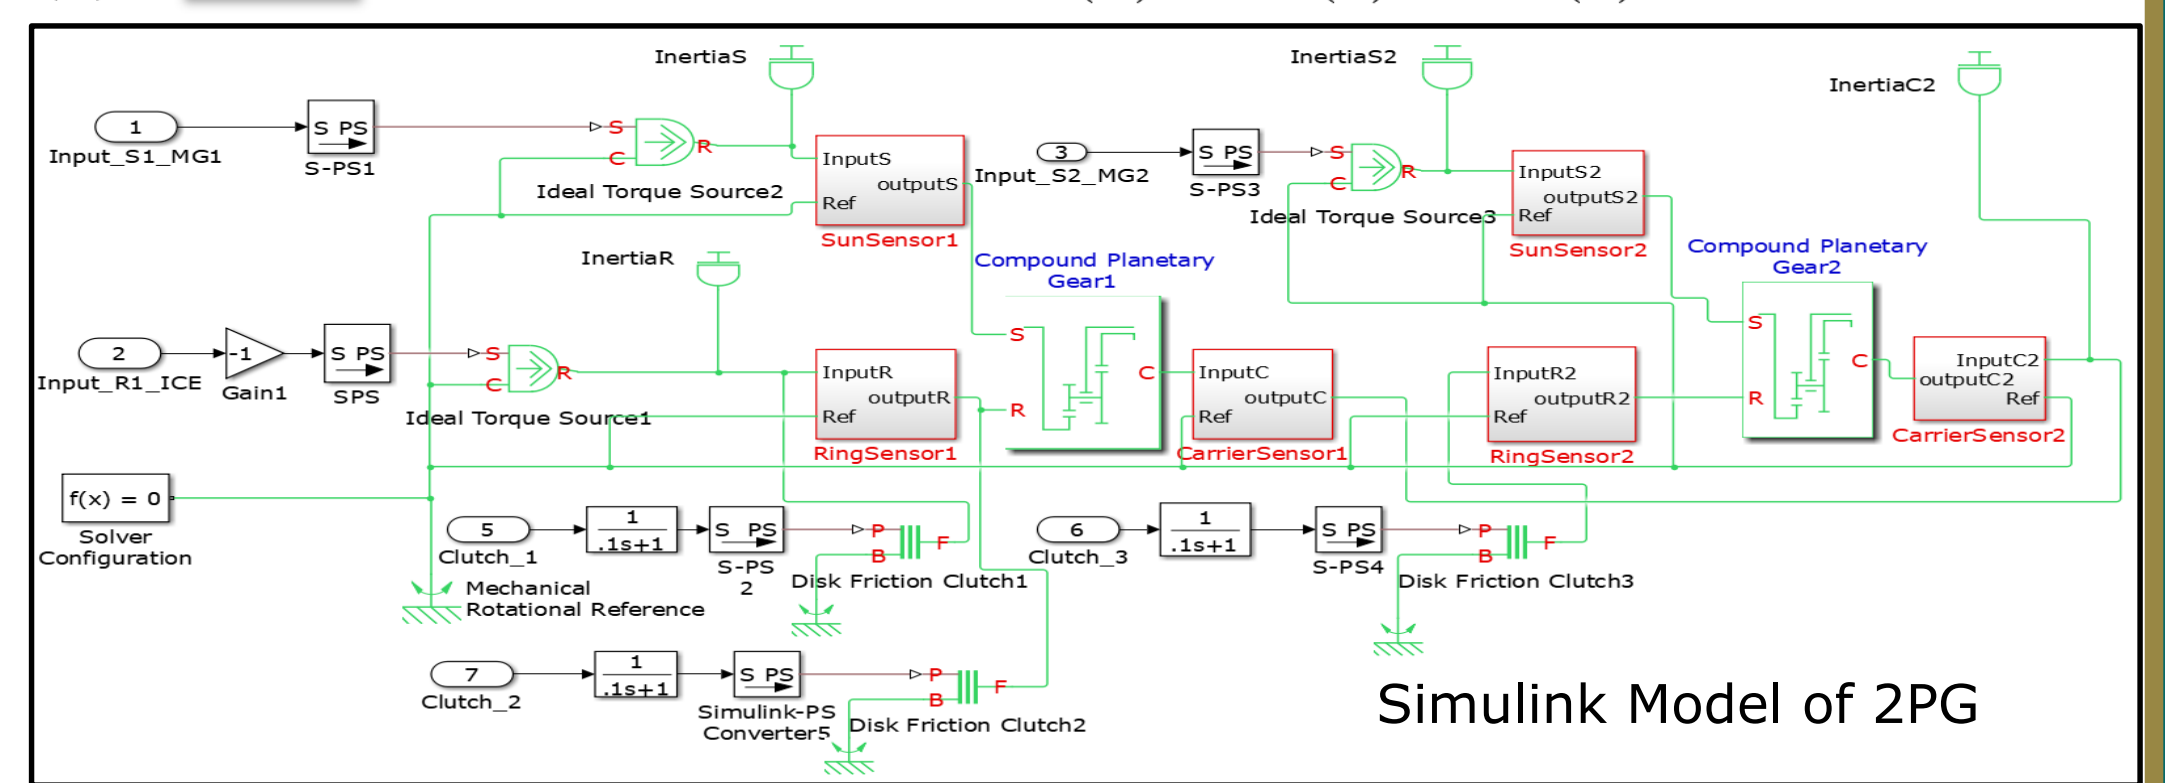 InertiaS
InertiaS2
InertiaC2
1
Input_S1_MG1
S PS
S-PS1
S
C
R
Ideal Torque Source2
InputS
outputS
Ref
SunSensor1
3
Input_S2_MG2
S PS
S-PS3
S
C
R
Ideal Torque Source3
InputS2
outputS2
Ref
SunSensor2
InertiaR
Compound Planetary
Gear1
S
R
C
Compound Planetary
Gear2
S
R
C
2
Input_R1_ICE
-1
Gain1
S PS
SPS
S
C
R
Ideal Torque Source1
InputR
outputR
Ref
RingSensor1
InputC
outputC
Ref
CarrierSensor1
InputR2
outputR2
Ref
RingSensor2
InputC2
outputC2
Ref
CarrierSensor2
f(x) = 0
Solver
Configuration
Mechanical
Rotational Reference
5
Clutch_1
1
.1s+1
S PS
S-PS
2
P
B
F
Disk Friction Clutch1
6
Clutch_3
1
.1s+1
S PS
S-PS4
P
B
F
Disk Friction Clutch3
7
Clutch_2
1
.1s+1
S PS
Simulink-PS
Converter5
P
B
F
Disk Friction Clutch2
Simulink Model of 2PG